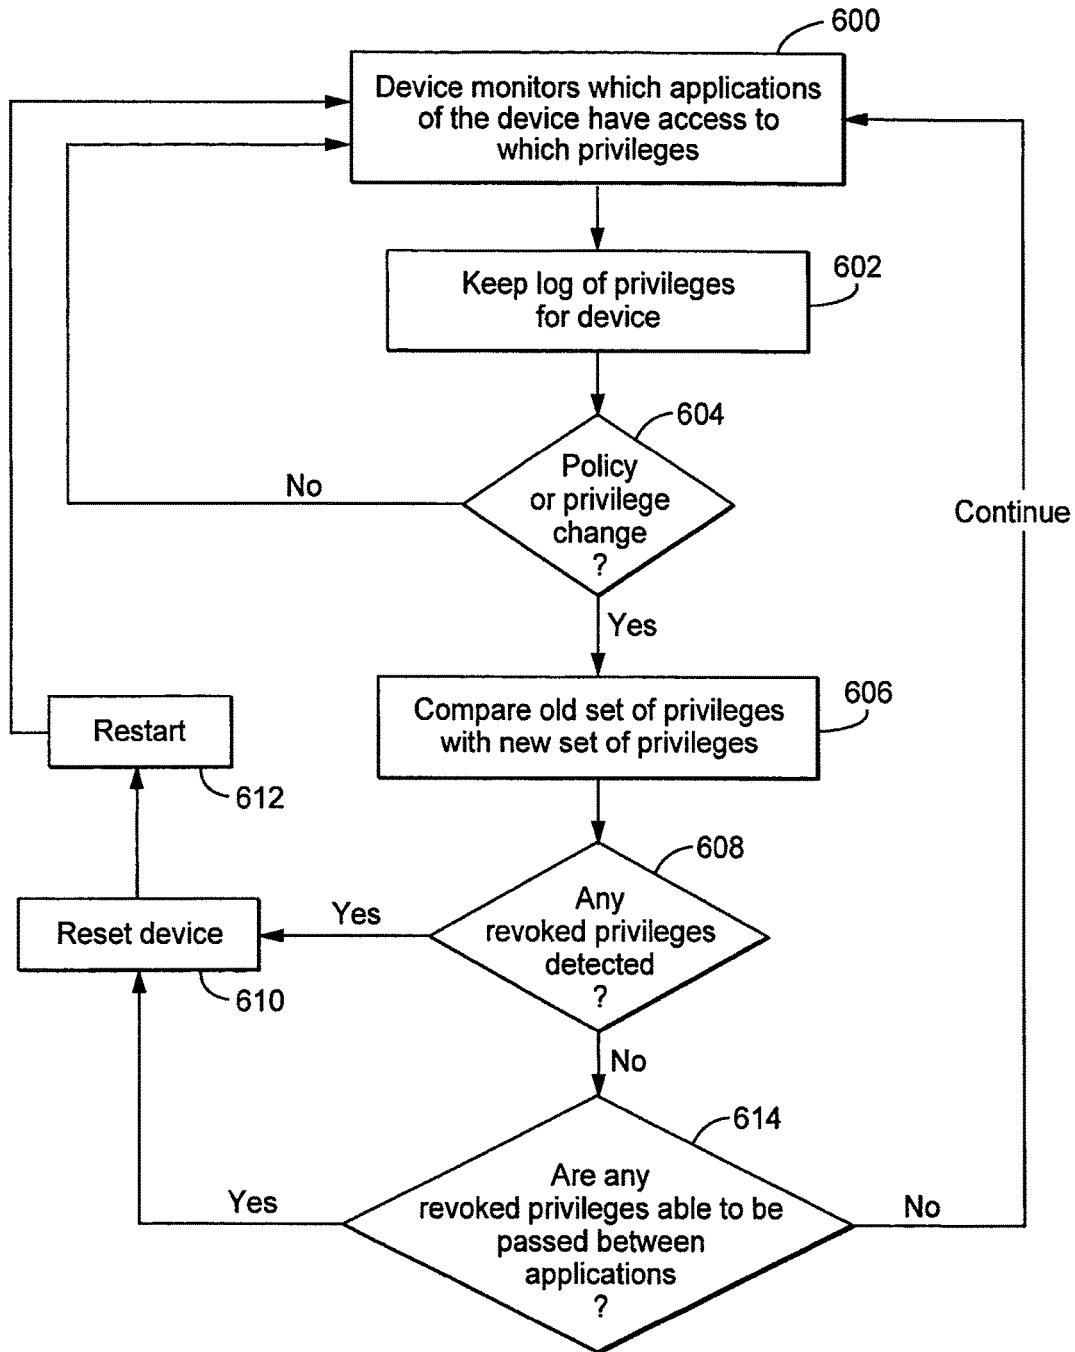 600
Device monitors which applications
of the device have access to
which privileges
602
Keep log of privileges
for device
604
Policy
or privilege
change
?
No
Continue
Yes
606
Compare old set of privileges
with new set of privileges
Restart
612
608
Any
revoked privileges
detected
?
Yes
Reset device
610
No
614
Are any
revoked privileges able to be
passed between
applications
?
Yes
No